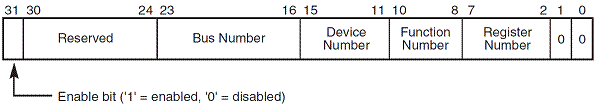 31 30 24 23 16 15 11 10 8 7 2 1 0
Reserved Bus Number Device Number Function Number Register Number 0 0
Enable bit ('1' = enabled, '0' = disabled)